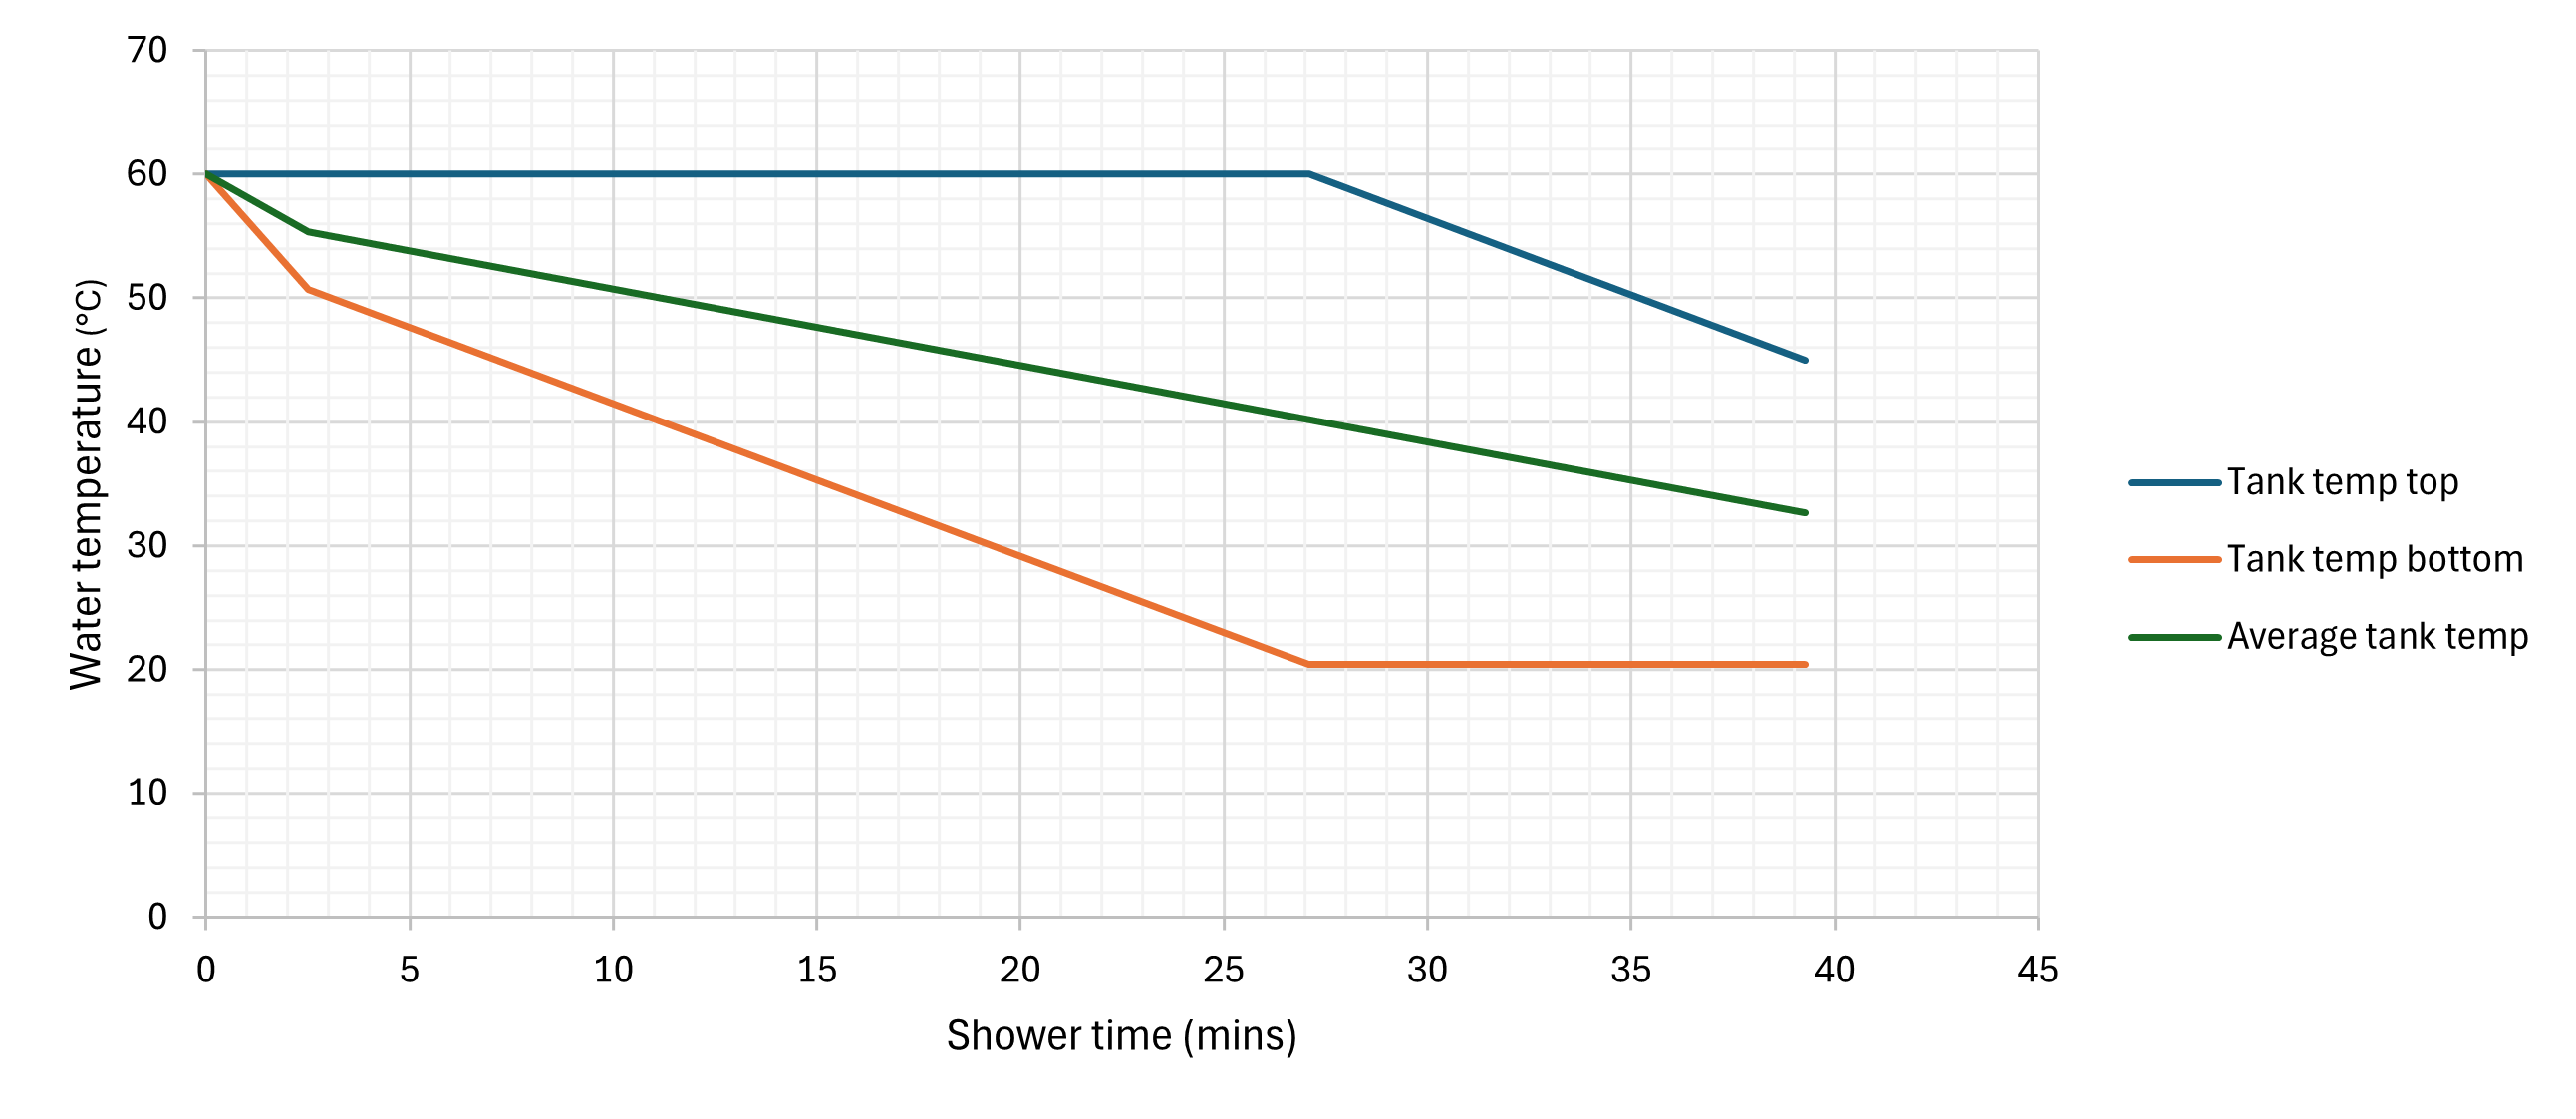 70
60
50
40
30
20
10
0
Water temperature (°C)
0 5 10 15 20 25 30 35 40 45
Shower time (mins)
Tank temp top
Tank temp bottom
Average tank temp